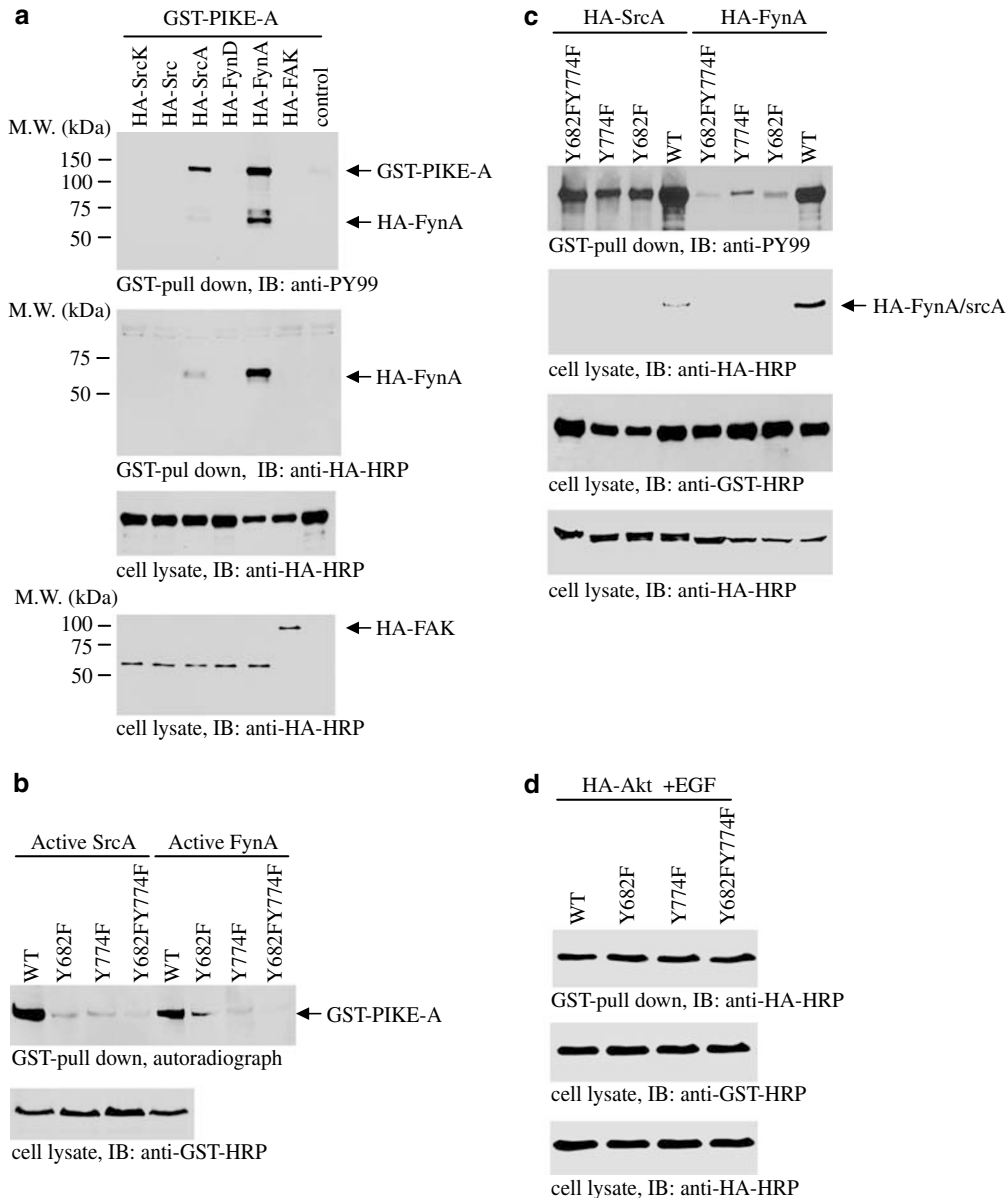 a
GST-PIKE-A
HA-SrcK
HA-Src
HA-SrcA
HA-FynD
HA-FynA
HA-FAK
control
M.W. (kDa)
150
100
75
50
GST-PIKE-A
HA-FynA
GST-pull down, IB: anti-PY99
M.W. (kDa)
75
50
HA-FynA
GST-pul down, IB: anti-HA-HRP
cell lysate, IB: anti-HA-HRP
M.W. (kDa)
100
75
50
HA-FAK
cell lysate, IB: anti-HA-HRP
b
Active SrcA
Active FynA
WT
Y682F
Y774F
Y682FY774F
WT
Y682F
Y774F
Y682FY774F
GST-PIKE-A
GST-pull down, autoradiograph
cell lysate, IB: anti-GST-HRP
c
HA-SrcA
HA-FynA
Y682FY774F
Y774F
Y682F
WT
Y682FY774F
Y774F
Y682F
WT
GST-pull down, IB: anti-PY99
HA-FynA/srcA
cell lysate, IB: anti-HA-HRP
cell lysate, IB: anti-GST-HRP
cell lysate, IB: anti-HA-HRP
d
HA-Akt +EGF
WT
Y682F
Y774F
Y682FY774F
GST-pull down, IB: anti-HA-HRP
cell lysate, IB: anti-GST-HRP
cell lysate, IB: anti-HA-HRP